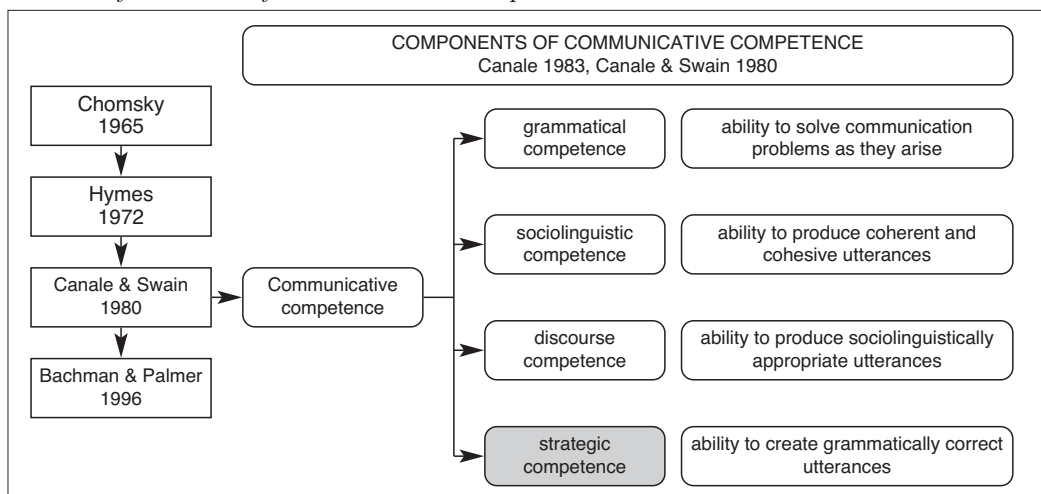 COMPONENTS OF COMMUNICATIVE COMPETENCE
Canale 1983, Canale & Swain 1980
Chomsky
1965
Hymes
1972
Canale & Swain
1980
Bachman & Palmer
1996
Communicative
competence
grammatical
competence
ability to solve communication
problems as they arise
sociolinguistic
competence
ability to produce coherent and
cohesive utterances
discourse
competence
ability to produce sociolinguistically
appropriate utterances
strategic
competence
ability to create grammatically correct
utterances